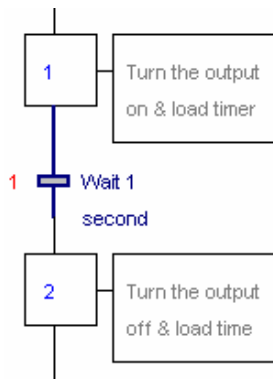 1
Turn the output
on & load timer
1
Wait 1
second
2
Turn the output
off & load time